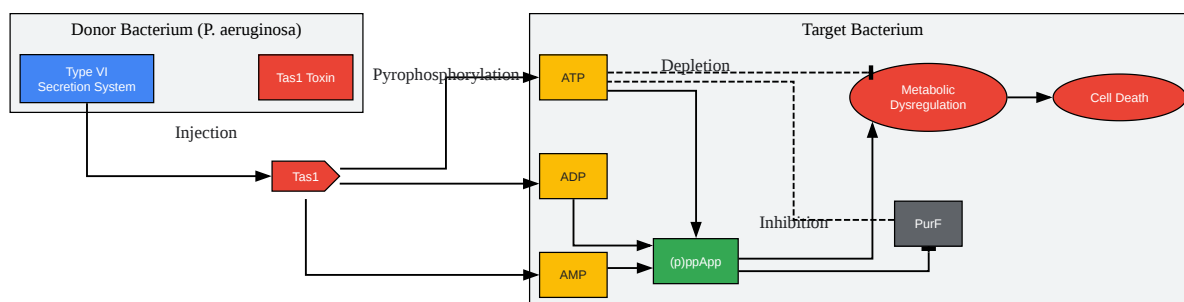 Donor Bacterium (P. aeruginosa)
Type VI
Secretion System
Tas1 Toxin
Injection
Tas1
Pyrophosphorylation
Target Bacterium
ATP
Depletion
Metabolic
Dysregulation
Cell Death
ADP
AMP
(p)ppApp
Inhibition
PurF